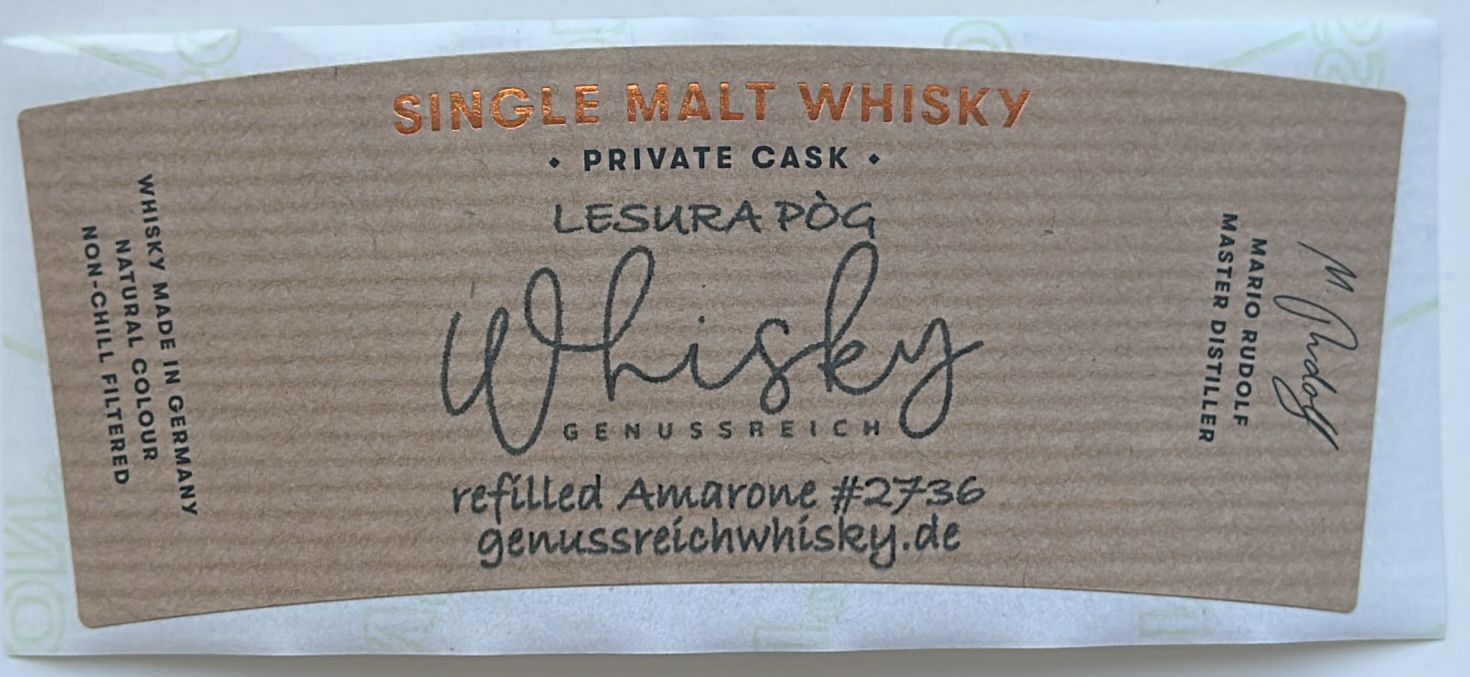 SINGLE MALT WHISKY
• PRIVATE CASK •
LESURA PÒG
Whisky
GENUSSREICH
refilled Amarone #2736
genussreichwhisky.de
WHISKY MADE IN GERMANY
NATURAL COLOUR
NON-CHILL FILTERED
M. Rudolf
MARIO RUDOLF
MASTER DISTILLER